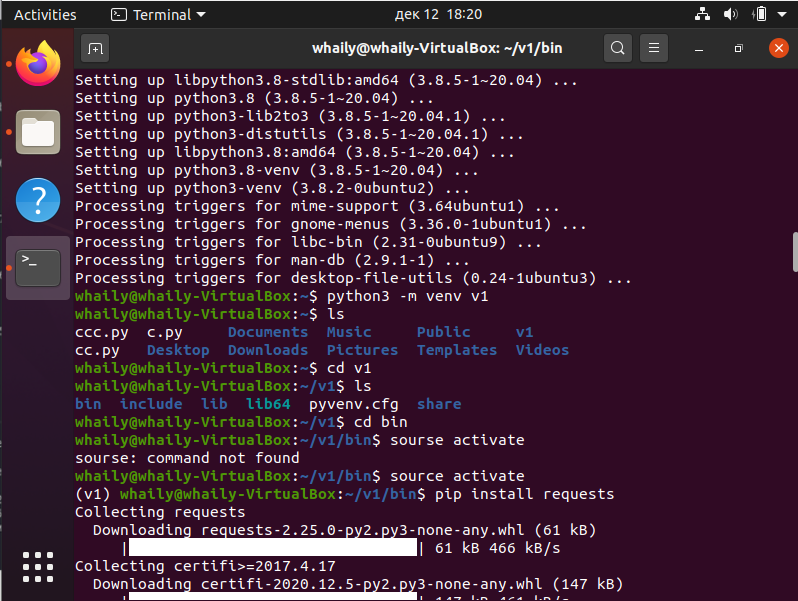 Activities Terminal дек 12 18:20
whaily@whaily-VirtualBox: ~/v1/bin
Setting up libpython3.8-stdlib:amd64 (3.8.5-1~20.04) ...
Setting up python3.8 (3.8.5-1~20.04) ...
Setting up python3-lib2to3 (3.8.5-1~20.04.1) ...
Setting up python3-distutils (3.8.5-1~20.04.1) ...
Setting up libpython3.8:amd64 (3.8.5-1~20.04) ...
Setting up python3.8-venv (3.8.5-1~20.04) ...
Setting up python3-venv (3.8.2-0ubuntu2) ...
Processing triggers for mime-support (3.64ubuntu1) ...
Processing triggers for gnome-menus (3.36.0-1ubuntu1) ...
Processing triggers for libc-bin (2.31-0ubuntu9) ...
Processing triggers for man-db (2.9.1-1) ...
Processing triggers for desktop-file-utils (0.24-1ubuntu3) ...
whaily@whaily-VirtualBox:~$ python3 -m venv v1
whaily@whaily-VirtualBox:~$ ls
ccc.py c.py Documents Music Public v1
cc.py Desktop Downloads Pictures Templates Videos
whaily@whaily-VirtualBox:~$ cd v1
whaily@whaily-VirtualBox:~/v1$ ls
bin include lib lib64 pyvenv.cfg share
whaily@whaily-VirtualBox:~/v1$ cd bin
whaily@whaily-VirtualBox:~/v1/bin$ sourse activate
sourse: command not found
whaily@whaily-VirtualBox:~/v1/bin$ source activate
(v1) whaily@whaily-VirtualBox:~/v1/bin$ pip install requests
Collecting requests
Downloading requests-2.25.0-py2.py3-none-any.whl (61 kB)
| | 61 kB 466 kB/s
Collecting certifi>=2017.4.17
Downloading certifi-2020.12.5-py2.py3-none-any.whl (147 kB)
| | 147 kB 461 kB/s